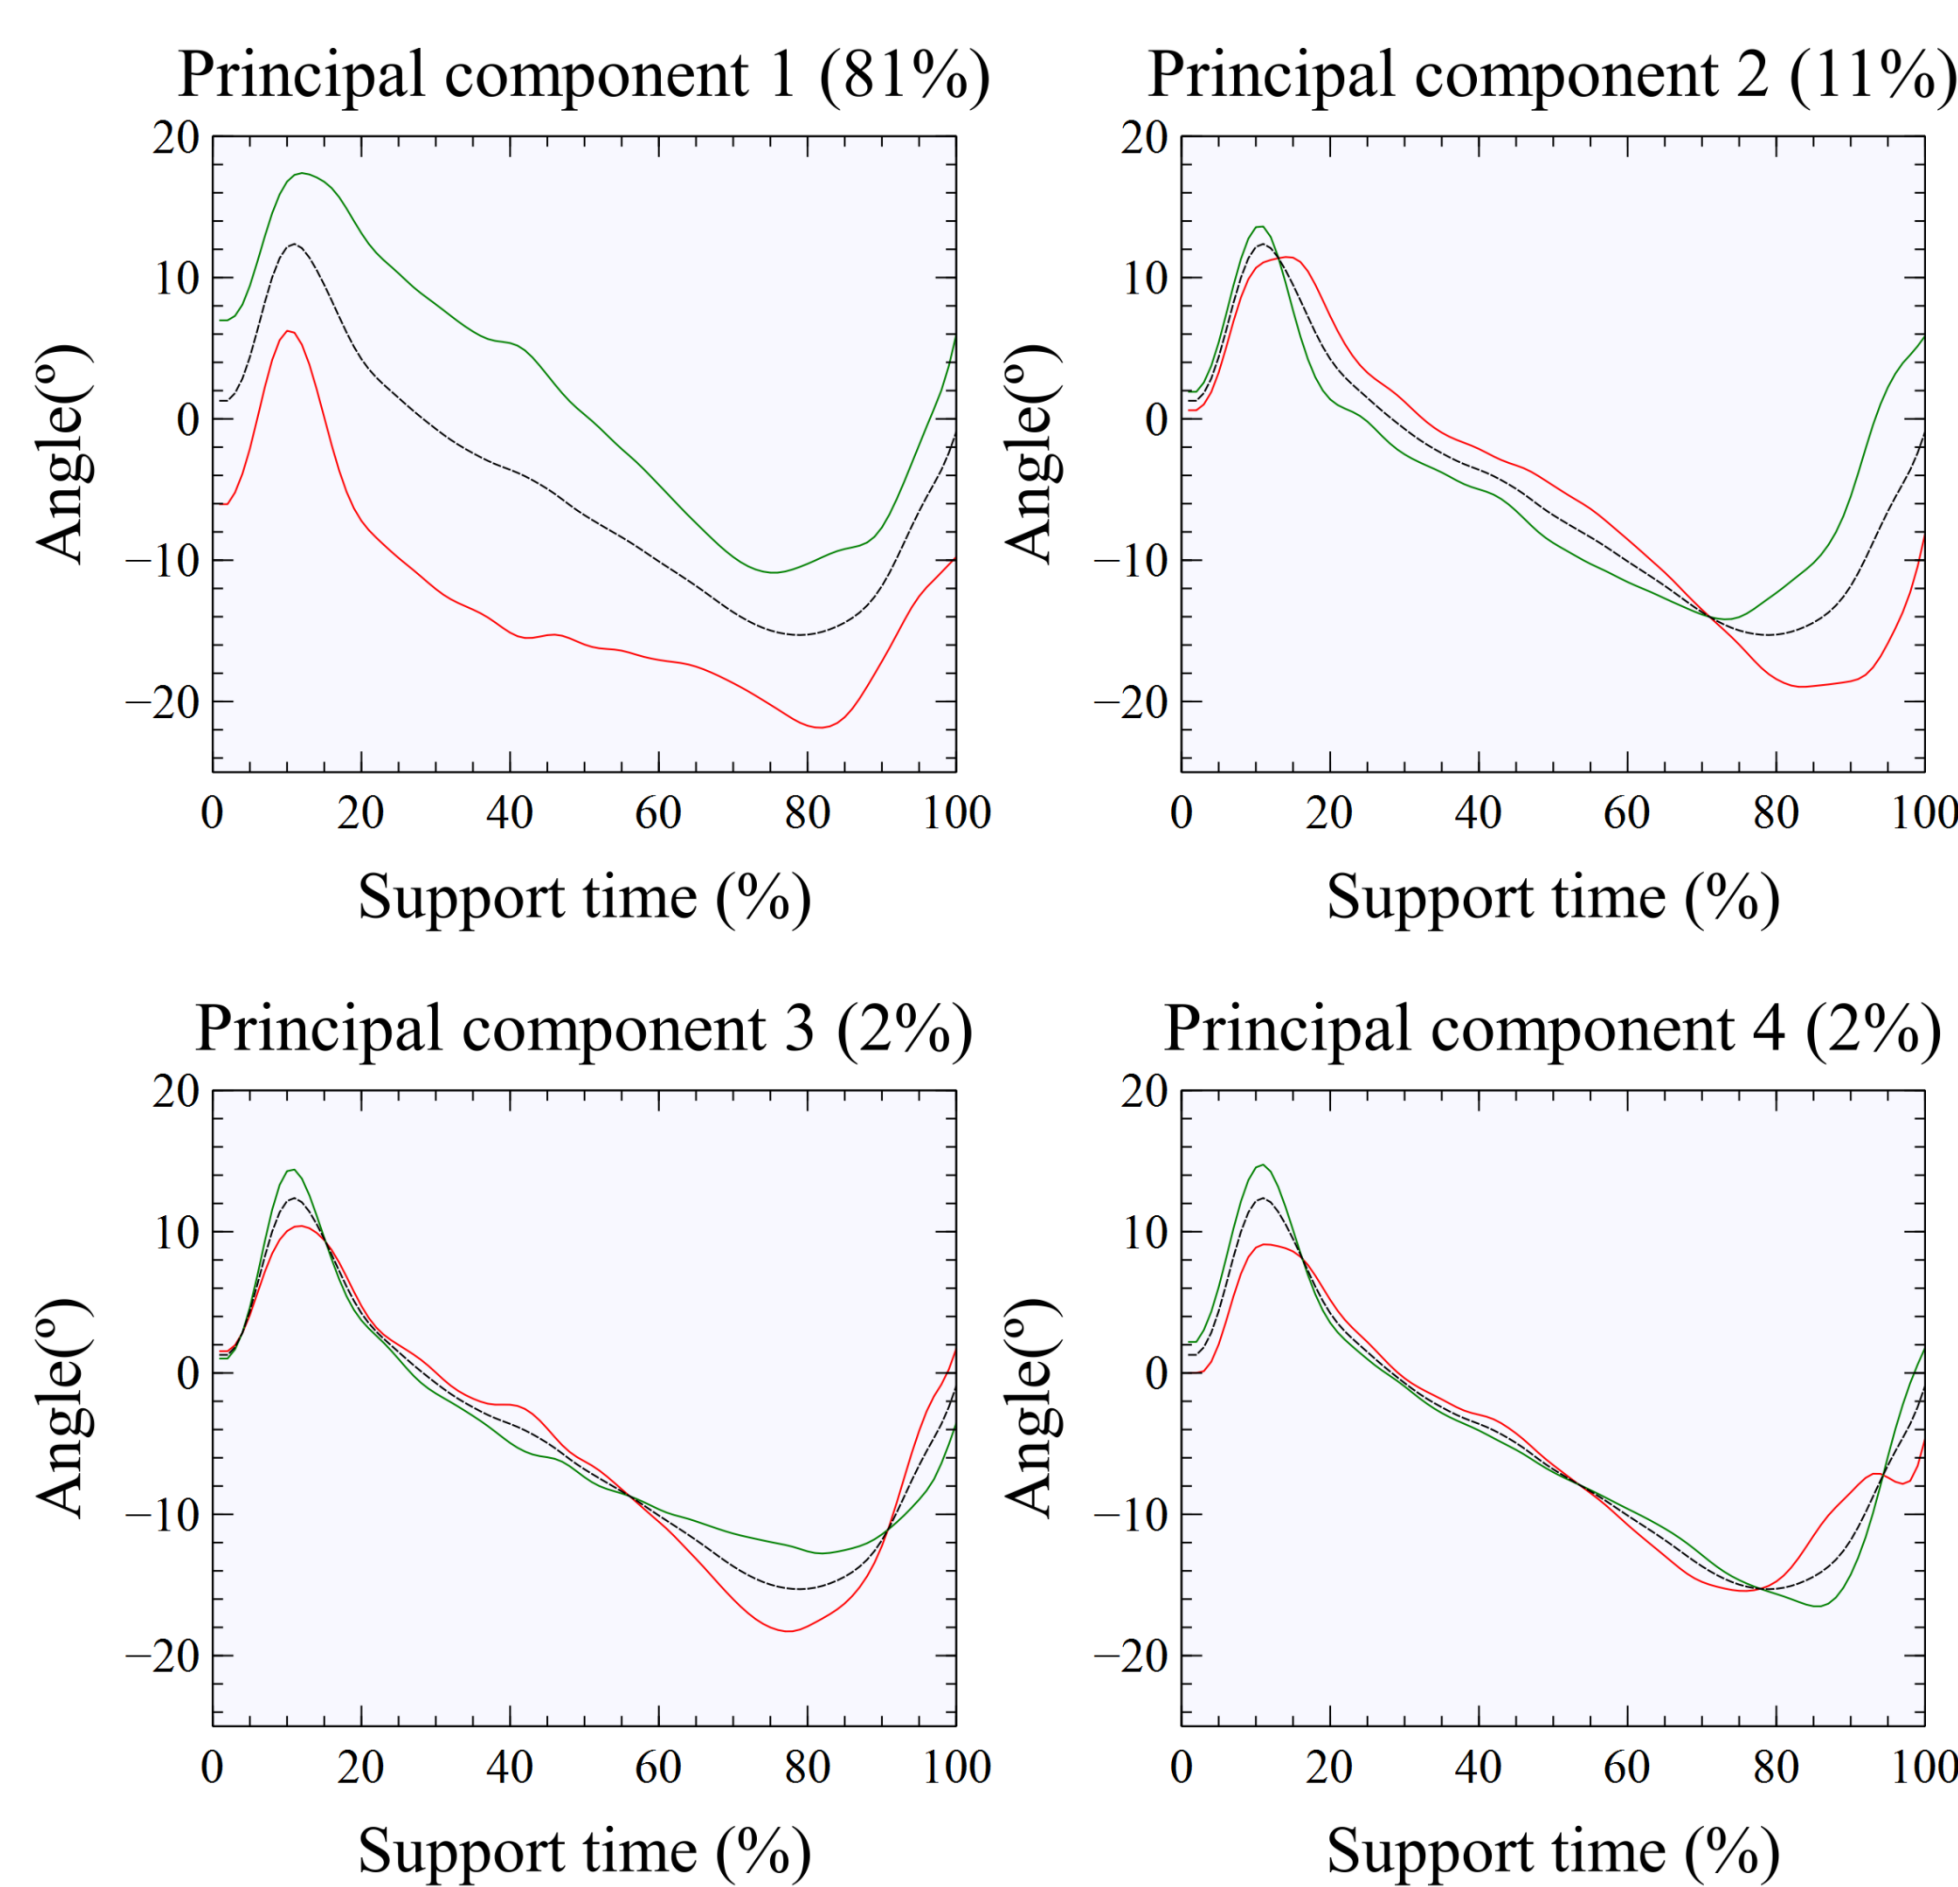 Principal component 1 (81%)
20
10
0
−10
−20
Angle(º)
0 20 40 60 80 100
Support time (%)
Principal component 2 (11%)
20
10
0
−10
−20
Angle(º)
0 20 40 60 80 100
Support time (%)
Principal component 3 (2%)
20
10
0
−10
−20
Angle(º)
0 20 40 60 80 100
Support time (%)
Principal component 4 (2%)
20
10
0
−10
−20
Angle(º)
0 20 40 60 80 100
Support time (%)